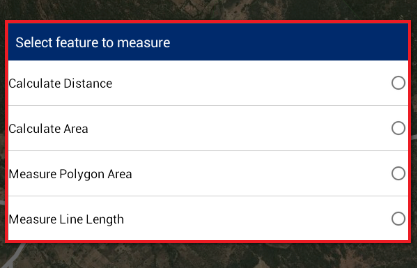 Select feature to measure
Calculate Distance
Calculate Area
Measure Polygon Area
Measure Line Length